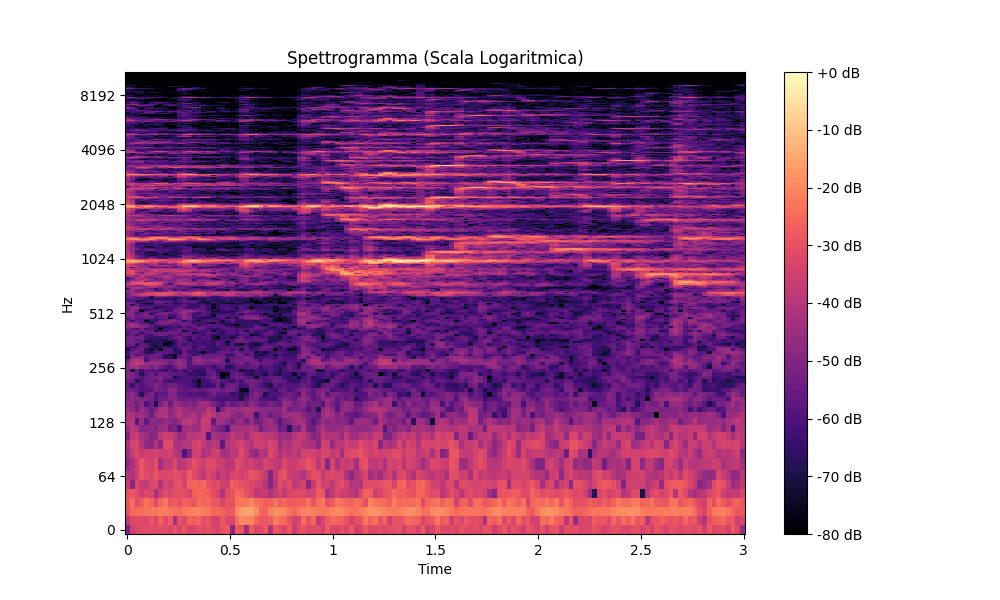 Spettrogramma (Scala Logaritmica)
Hz
8192
4096
2048
1024
512
256
128
64
0
0 0.5 1 1.5 2 2.5 3
Time
+0 dB
-10 dB
-20 dB
-30 dB
-40 dB
-50 dB
-60 dB
-70 dB
-80 dB